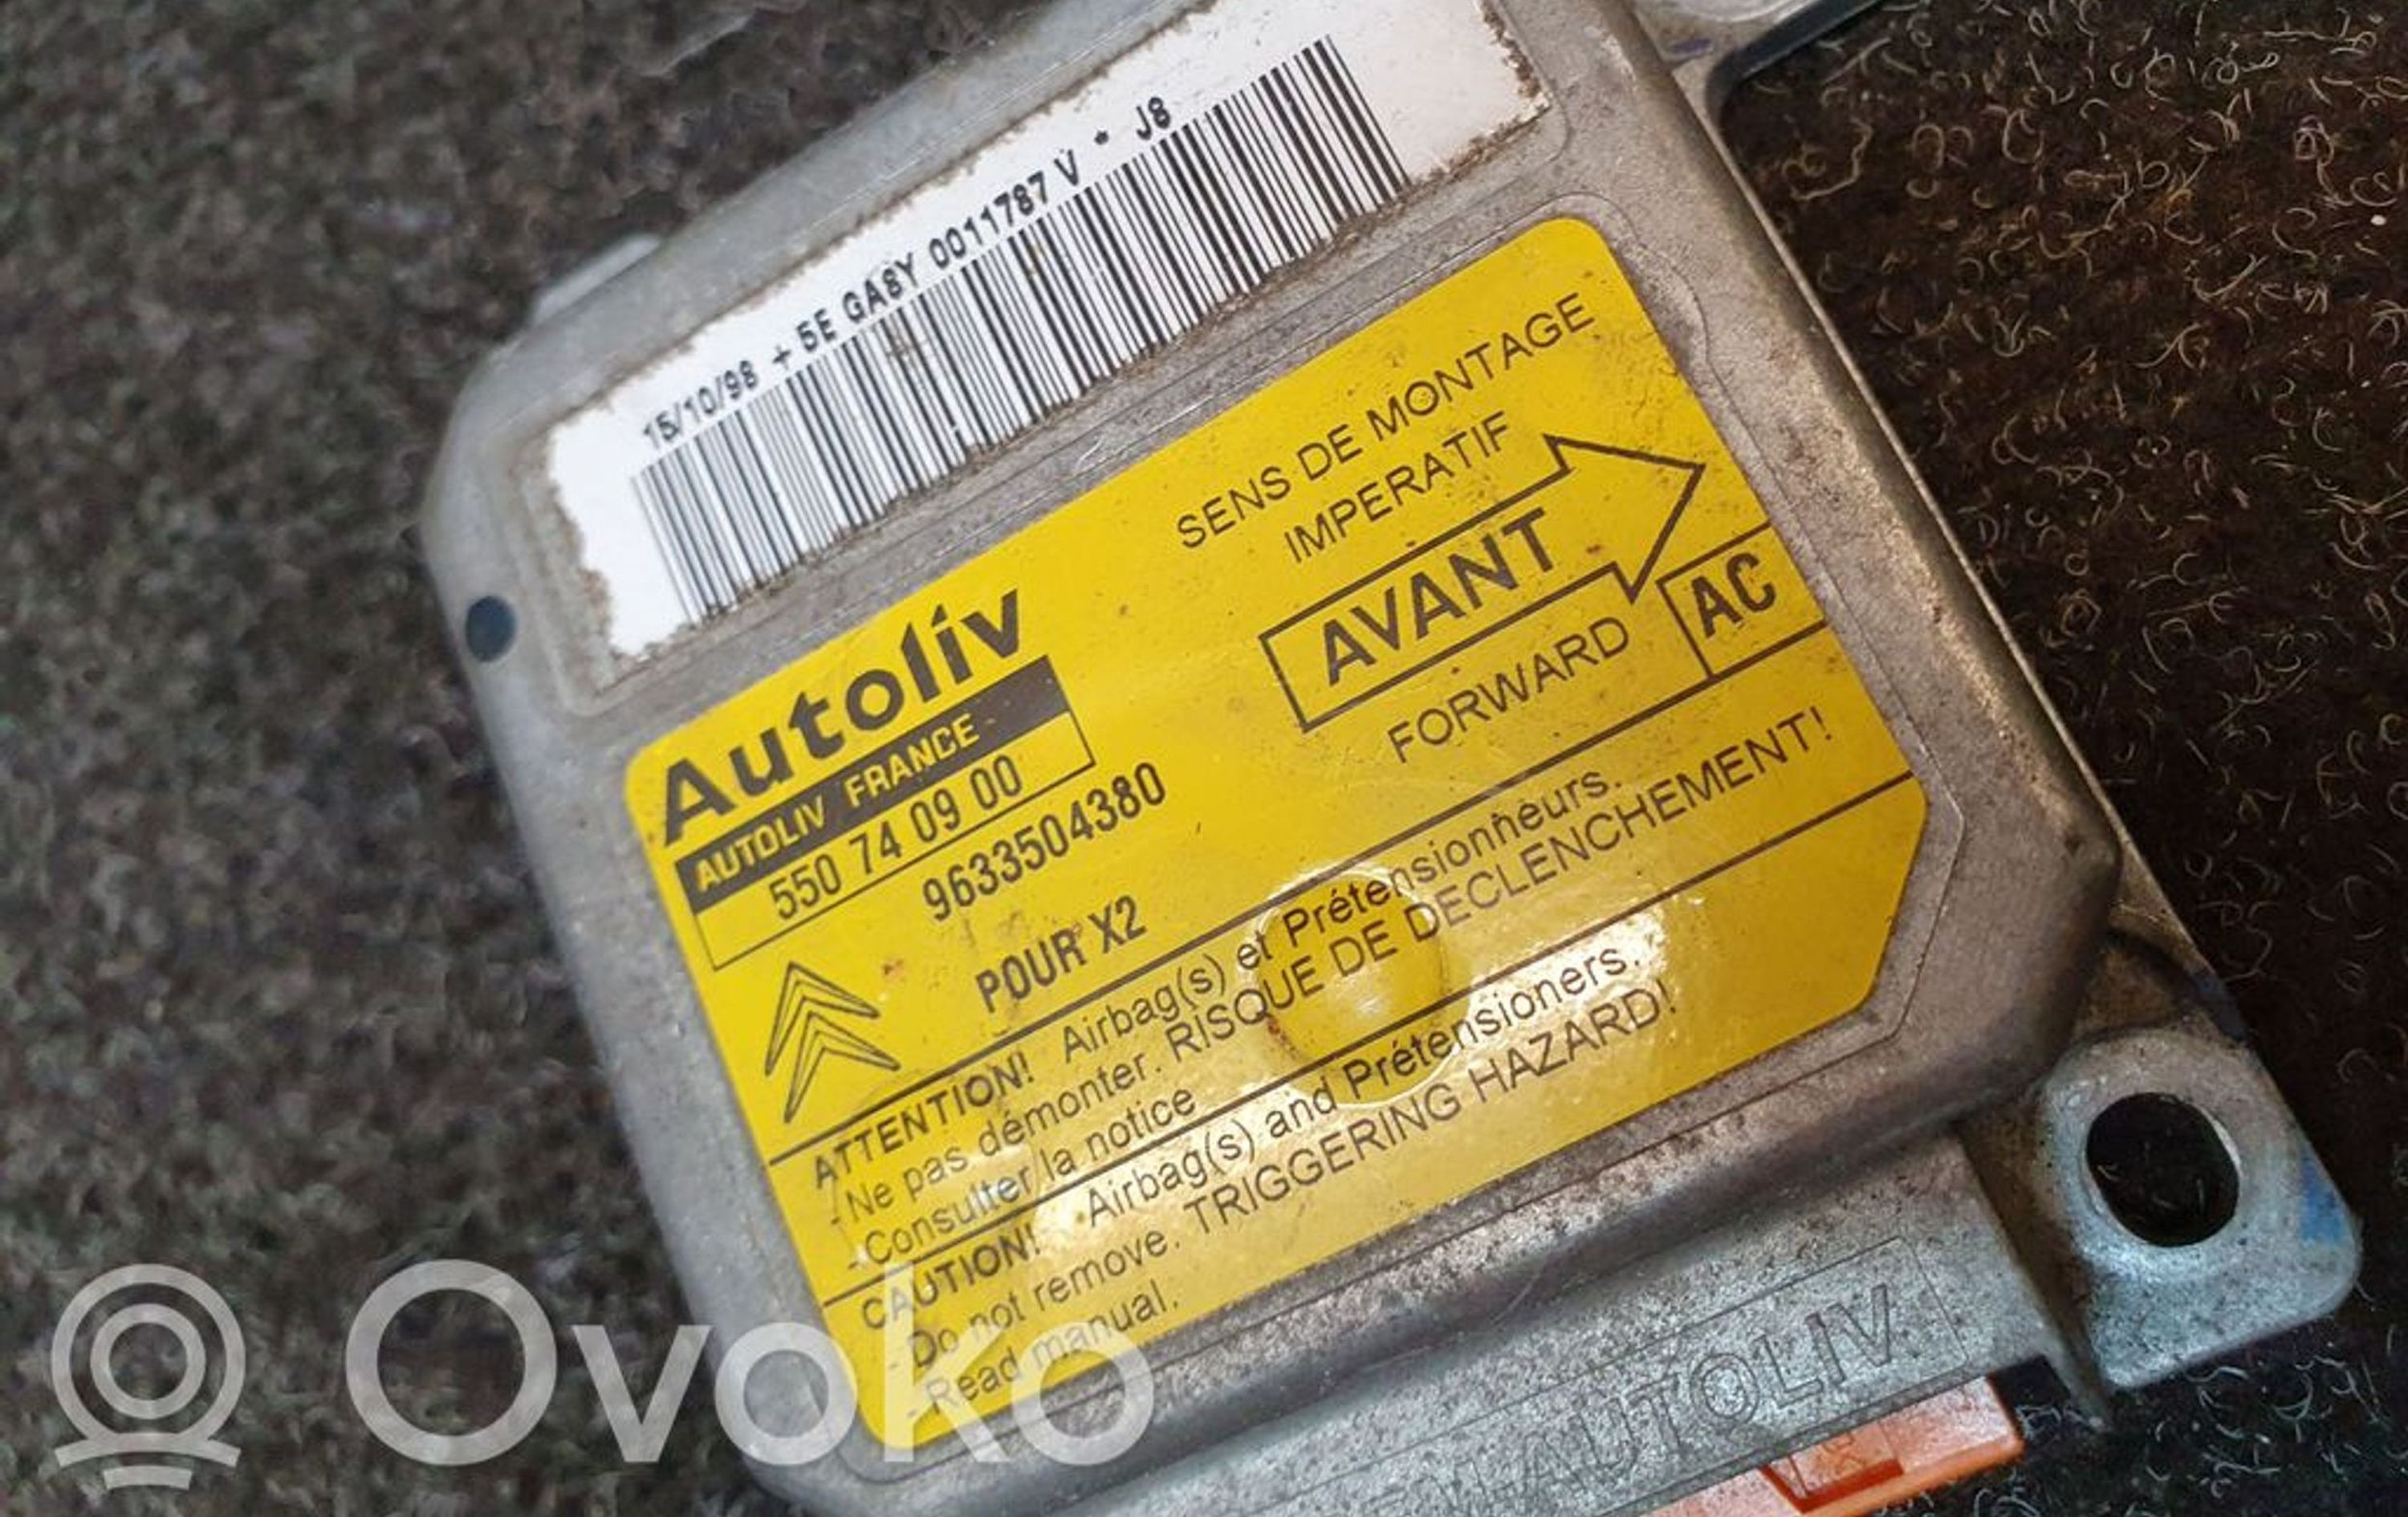 15/10/98 + 5E GA8Y 0011787 V - J8
SENS DE MONTAGE
IMPERATIF
AVANT
FORWARD
AC
Autoliv
AUTOLIV FRANCE
550 74 09 00
9633504380
POUR X2
ATTENTION! Airbag(s) et Prétensionneurs.
- Ne pas démonter. RISQUE DE DECLENCHEMENT!
- Consulter la notice
CAUTION! Airbag(s) and Prétensioners.
- Do not remove. TRIGGERING HAZARD!
- Read manual.
AUTOLIV
Ovoko